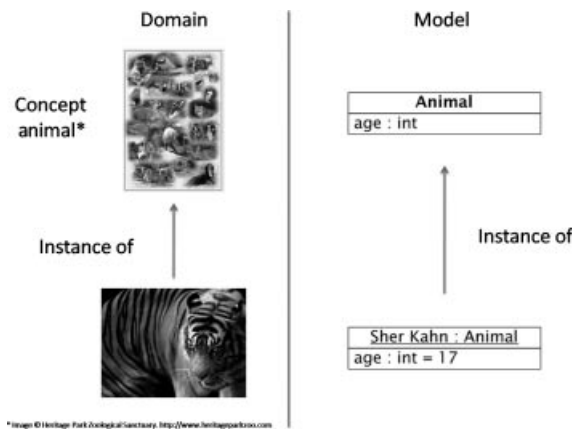 Domain
Model
Concept
animal*
Instance of
Animal
age : int
Instance of
Sher Kahn : Animal
age : int = 17
* Image © Heritage Park Zoological Sanctuary. http://www.heritageparkzoo.com